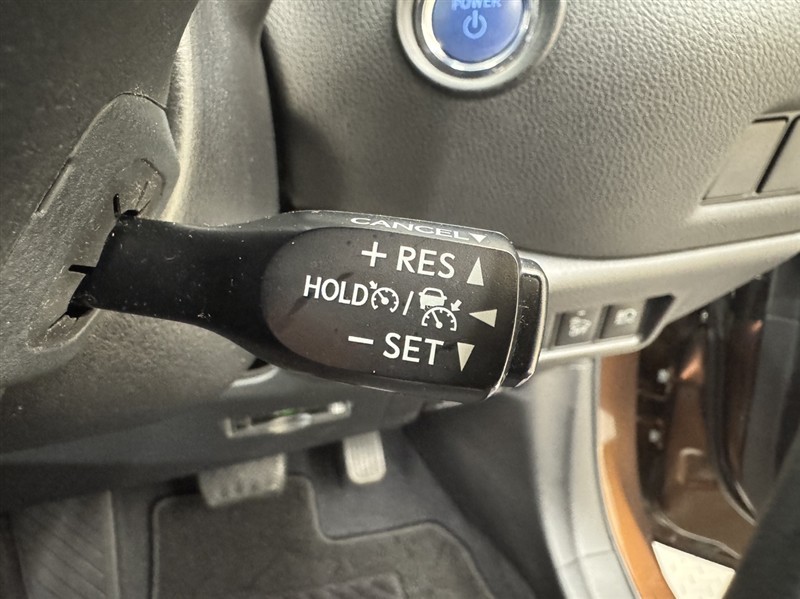 POWER
CANCEL
+ RES
HOLD /
− SET